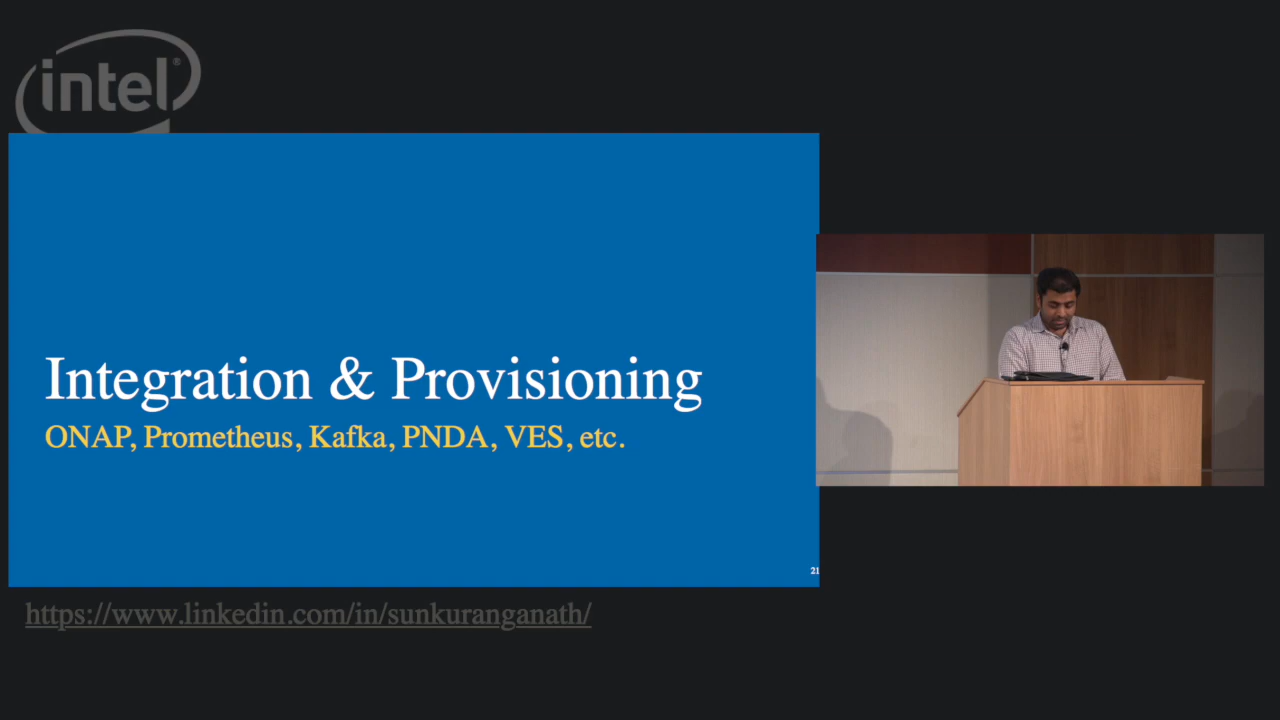 intel®
Integration & Provisioning
ONAP, Prometheus, Kafka, PNDA, VES, etc.
21
https://www.linkedin.com/in/sunkuranganath/